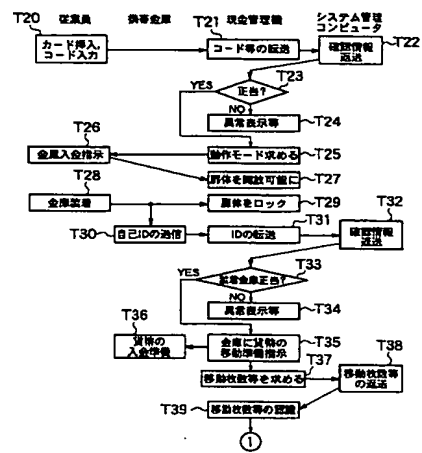 従業員
携帯金庫
現金管理機
システム管理
コンピュータ
T20
カード挿入,
コード入力
T21
コード等の転送
T22
確認情報
返送
T23
正当?
YES
NO
T24
異常表示等
T25
動作モード求める
T26
金庫入金指示
T27
扉体を開放可能に
T28
金庫装着
T29
扉体をロック
T30
自己IDの送信
T31
IDの転送
T32
確認情報
返送
T33
装着金庫正当?
YES
NO
T34
異常表示等
T35
金庫に貨幣の
移動準備指示
T36
貨幣の
入金準備
T37
移動枚数等を求める
T38
移動枚数等
の返送
T39
移動枚数等の認識
1